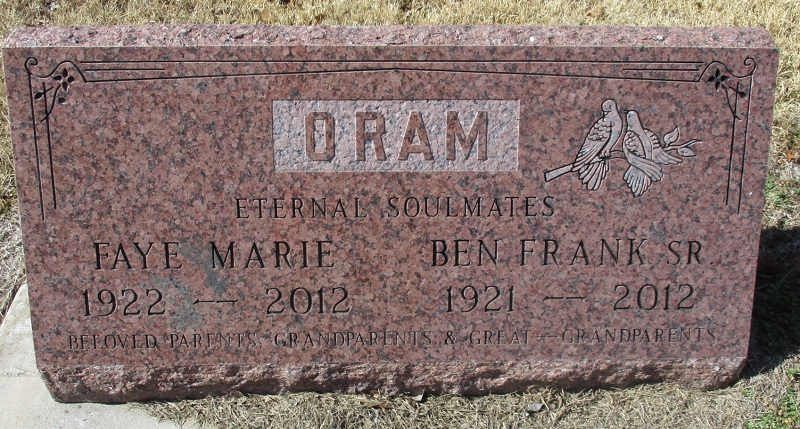 ORAM
ETERNAL SOULMATES
FAYE MARIE BEN FRANK SR
1922 — 2012 1921 — 2012
BELOVED PARENTS, GRANDPARENTS & GREAT—GRANDPARENTS